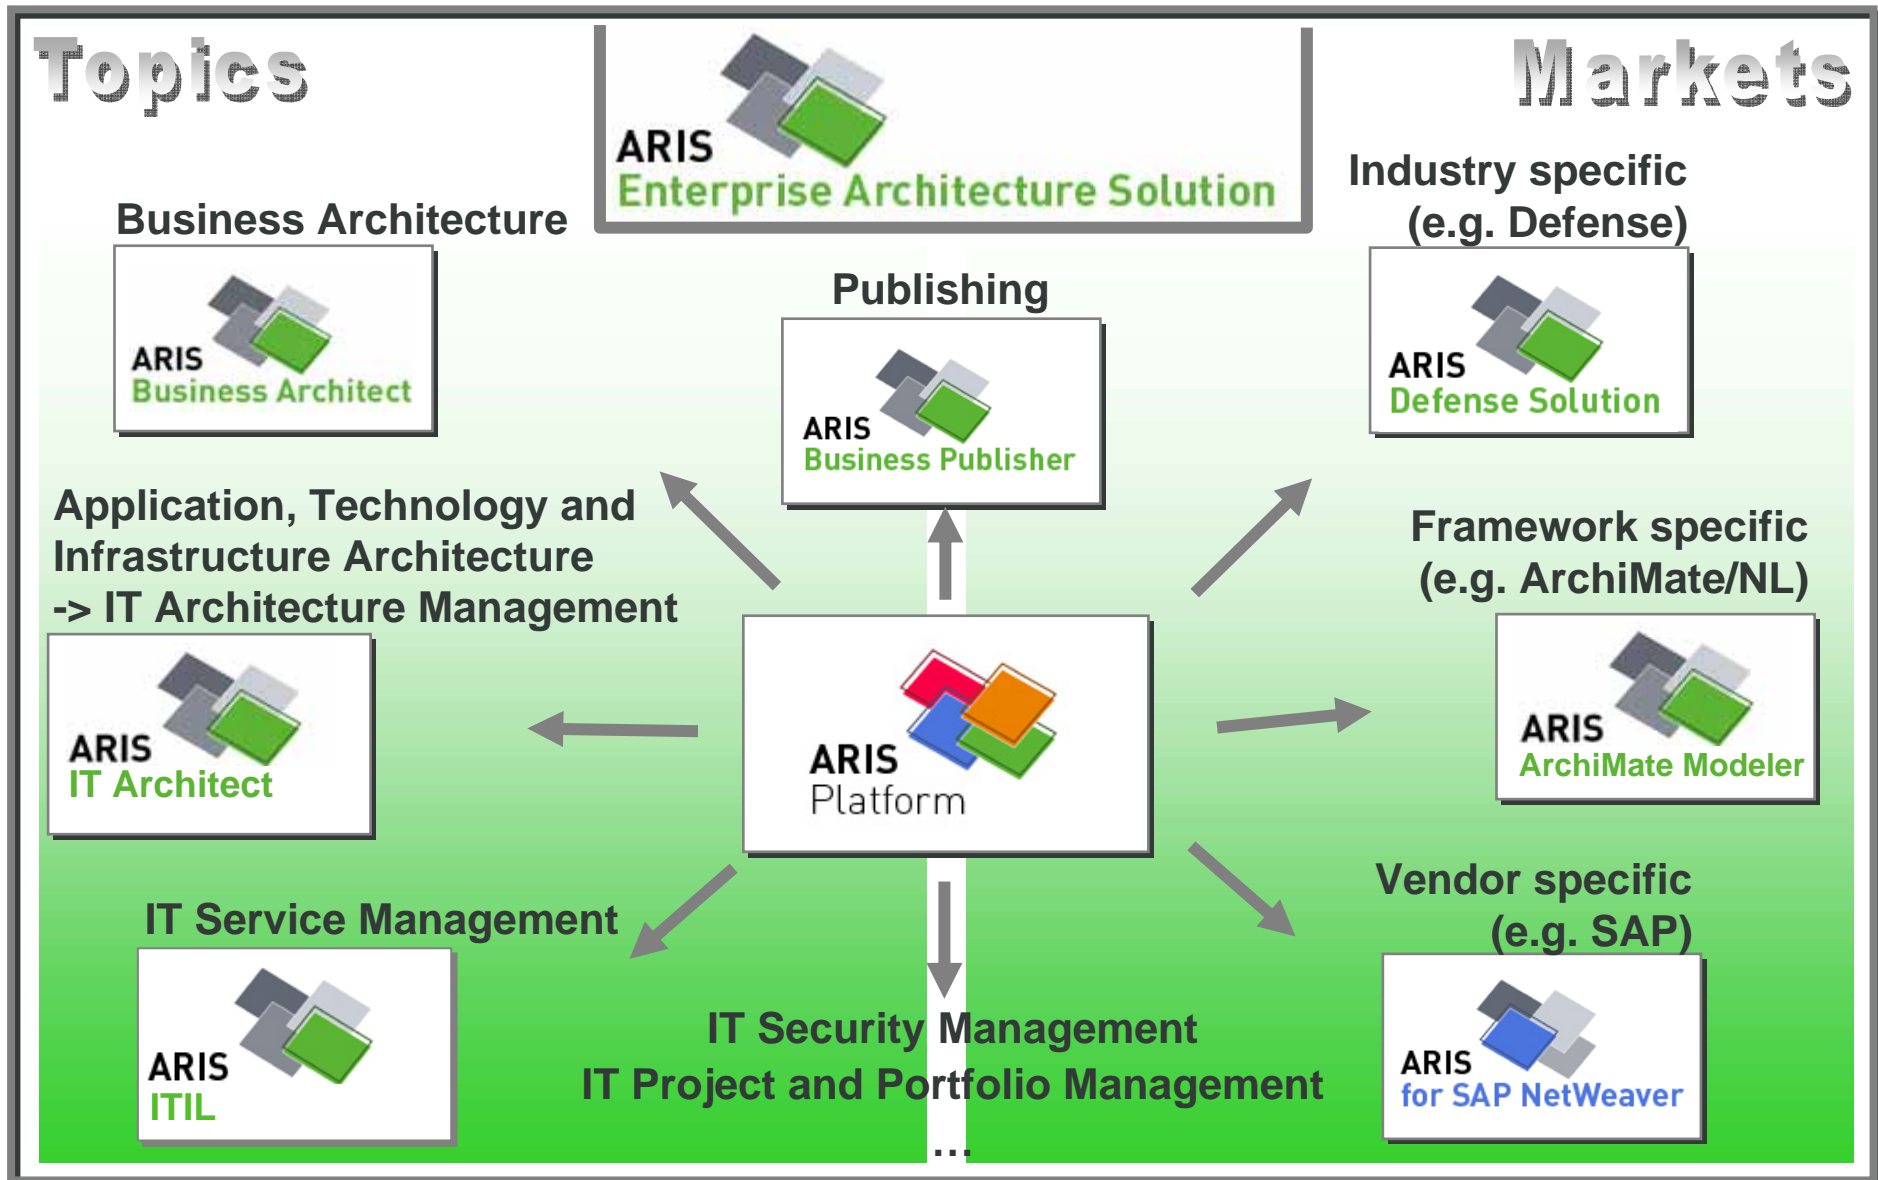 Topics
Markets
ARIS
Enterprise Architecture Solution
Business Architecture
ARIS
Business Architect
Publishing
ARIS
Business Publisher
Industry specific
(e.g. Defense)
ARIS
Defense Solution
Application, Technology and
Infrastructure Architecture
-> IT Architecture Management
ARIS
IT Architect
ARIS
Platform
Framework specific
(e.g. ArchiMate/NL)
ARIS
ArchiMate Modeler
IT Service Management
ARIS
ITIL
IT Security Management
IT Project and Portfolio Management
...
Vendor specific
(e.g. SAP)
ARIS
for SAP NetWeaver